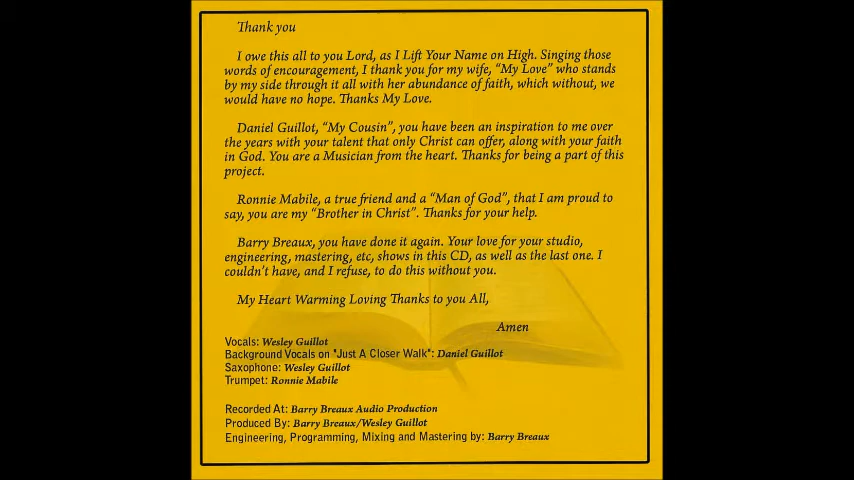 Thank you
I owe this all to you Lord, as I Lift Your Name on High. Singing those
words of encouragement, I thank you for my wife, “My Love” who stands
by my side through it all with her abundance of faith, which without, we
would have no hope. Thanks My Love.
Daniel Guillot, “My Cousin”, you have been an inspiration to me over
the years with your talent that only Christ can offer, along with your faith
in God. You are a Musician from the heart. Thanks for being a part of this
project.
Ronnie Mabile, a true friend and a “Man of God”, that I am proud to
say, you are my “Brother in Christ”. Thanks for your help.
Barry Breaux, you have done it again. Your love for your studio,
engineering, mastering, etc, shows in this CD, as well as the last one. I
couldn't have, and I refuse, to do this without you.
My Heart Warming Loving Thanks to you All,
Amen
Vocals: Wesley Guillot
Background Vocals on "Just A Closer Walk": Daniel Guillot
Saxophone: Wesley Guillot
Trumpet: Ronnie Mabile
Recorded At: Barry Breaux Audio Production
Produced By: Barry Breaux/Wesley Guillot
Engineering, Programming, Mixing and Mastering by: Barry Breaux